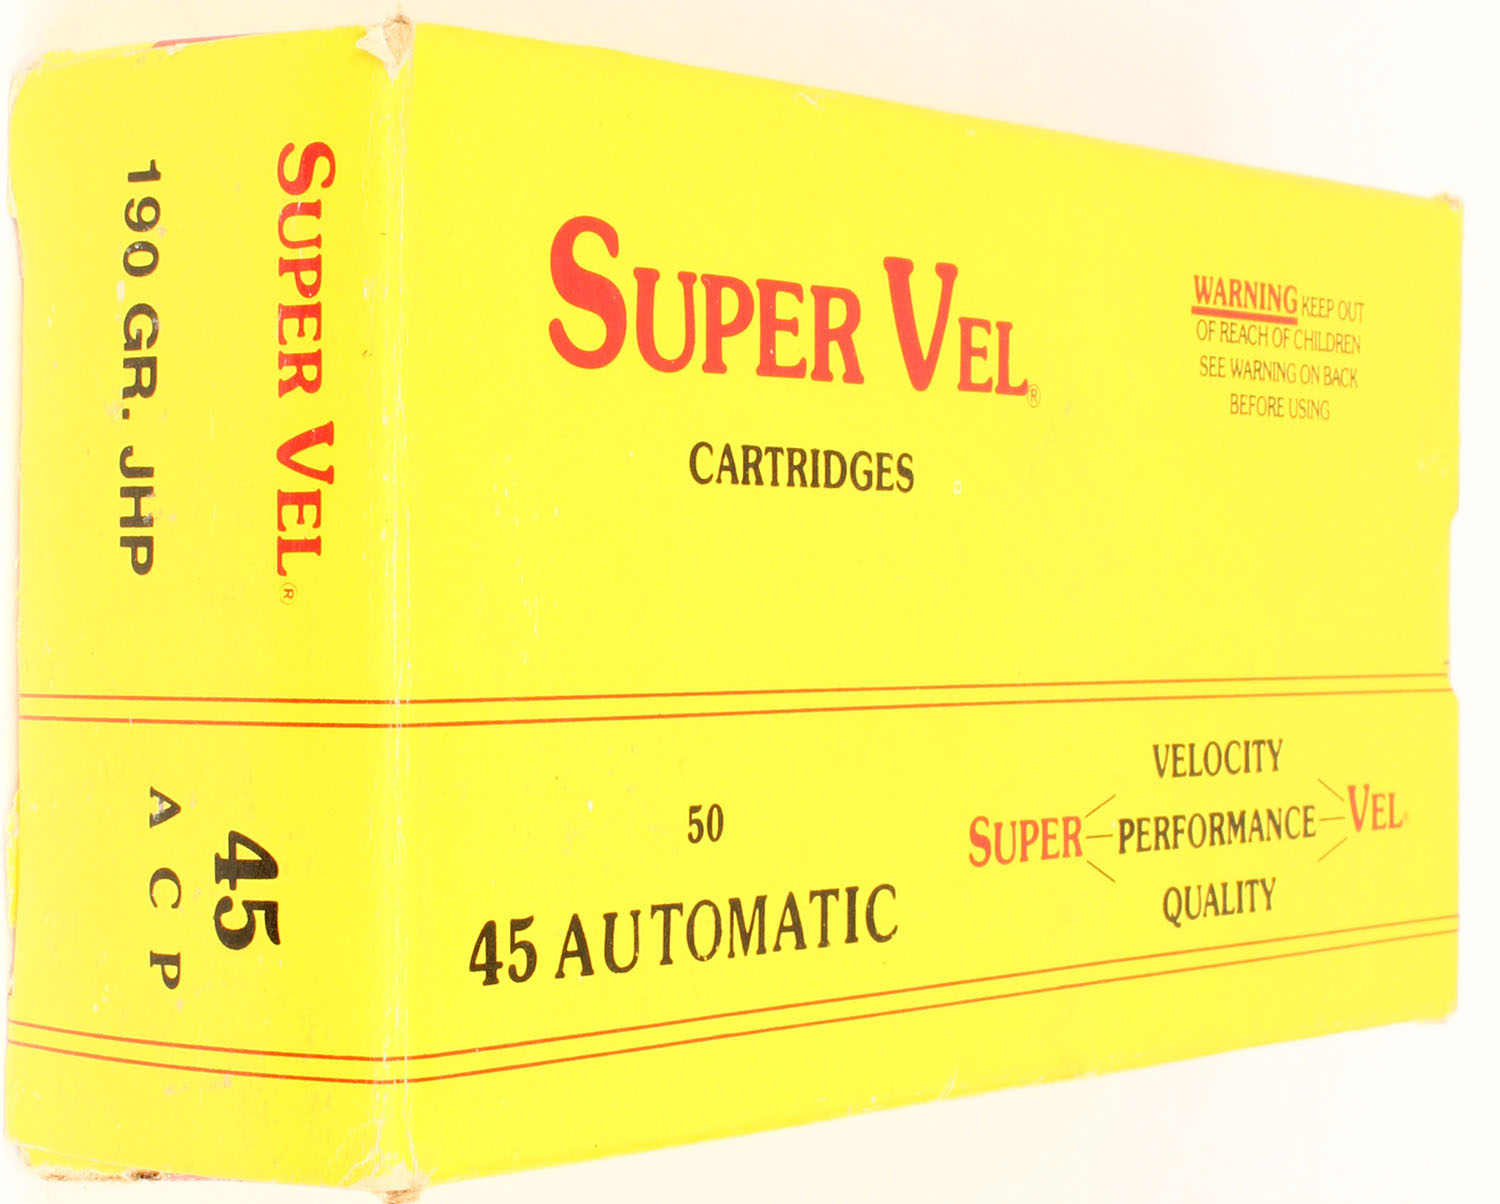 SUPER VEL®
190 GR. JHP
45
A C P
SUPER VEL®
CARTRIDGES
WARNING KEEP OUT
OF REACH OF CHILDREN
SEE WARNING ON BACK
BEFORE USING
50
45 AUTOMATIC
VELOCITY
SUPER PERFORMANCE VEL®
QUALITY